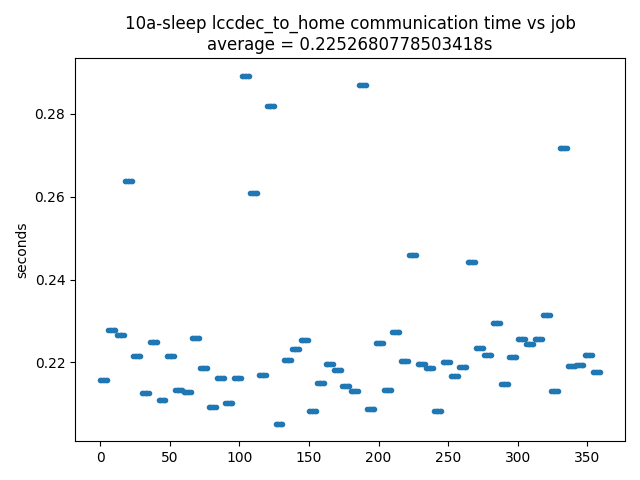 10a-sleep lccdec_to_home communication time vs job
average = 0.2252680778503418s
seconds
0.28
0.26
0.24
0.22
0 50 100 150 200 250 300 350